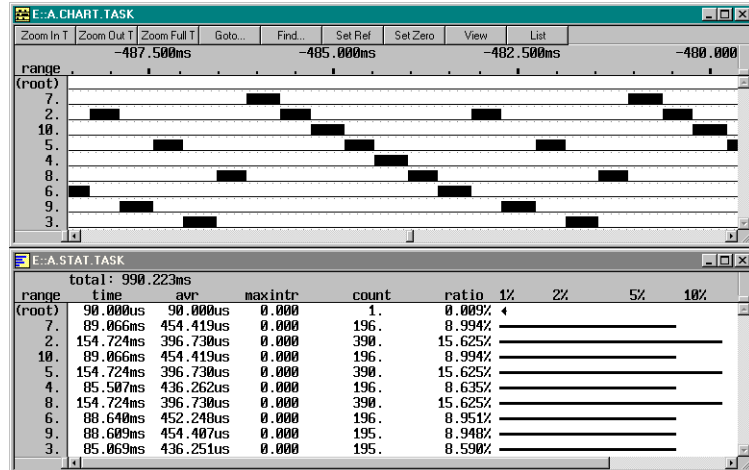 E::A.CHART.TASK
Zoom In T Zoom Out T Zoom Full T Goto... Find... Set Ref Set Zero View List
-487.500ms -485.000ms -482.500ms -480.000
range
(root)
7.
2.
10.
5.
4.
8.
6.
9.
3.
E::A.STAT.TASK
total: 990.223ms
range time avr maxintr count ratio 1% 2% 5% 10%
(root) 90.000us 90.000us 0.000 1. 0.009%
7. 89.066ms 454.419us 0.000 196. 8.994%
2. 154.724ms 396.730us 0.000 390. 15.625%
10. 89.066ms 454.419us 0.000 196. 8.994%
5. 154.724ms 396.730us 0.000 390. 15.625%
4. 85.507ms 436.262us 0.000 196. 8.635%
8. 154.724ms 396.730us 0.000 390. 15.625%
6. 88.640ms 452.248us 0.000 196. 8.951%
9. 88.609ms 454.407us 0.000 195. 8.948%
3. 85.069ms 436.251us 0.000 195. 8.590%